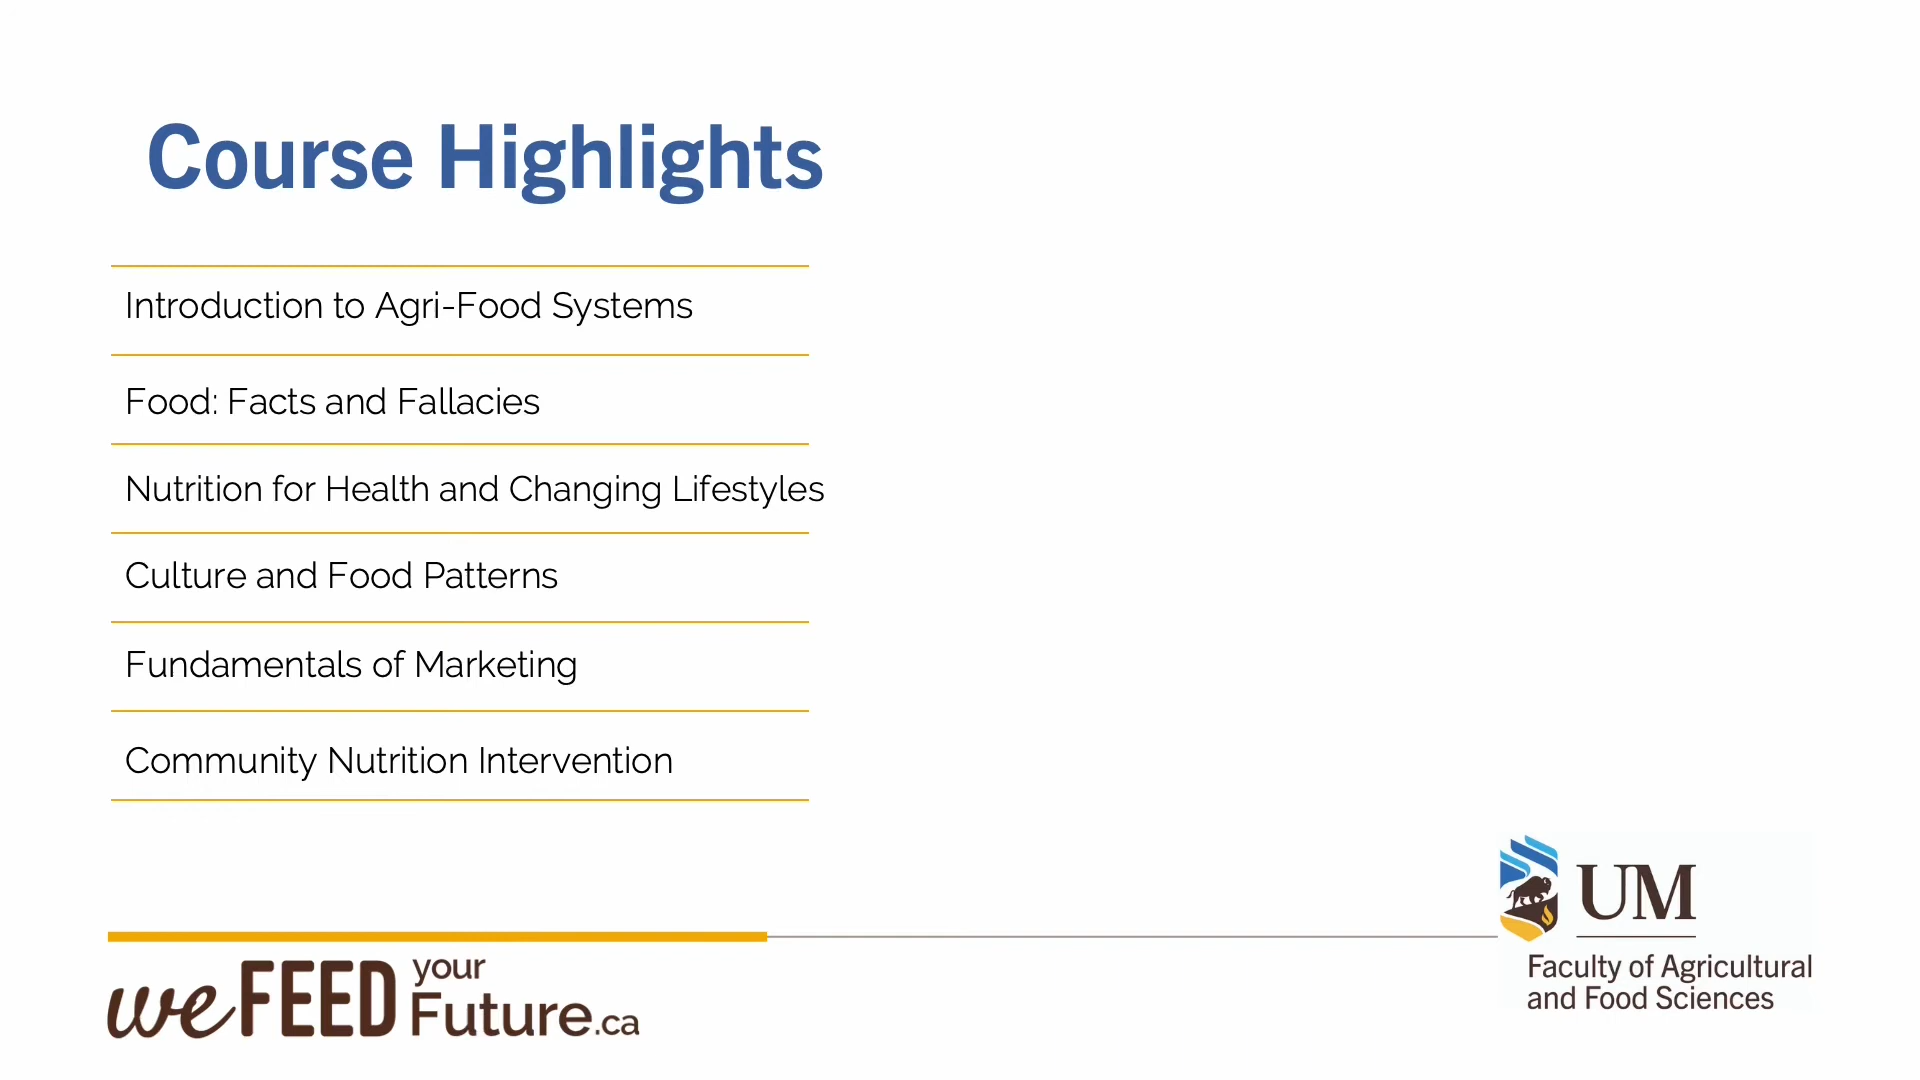 Course Highlights
Introduction to Agri-Food Systems
Food: Facts and Fallacies
Nutrition for Health and Changing Lifestyles
Culture and Food Patterns
Fundamentals of Marketing
Community Nutrition Intervention
we FEED your Future.ca
UM
Faculty of Agricultural
and Food Sciences